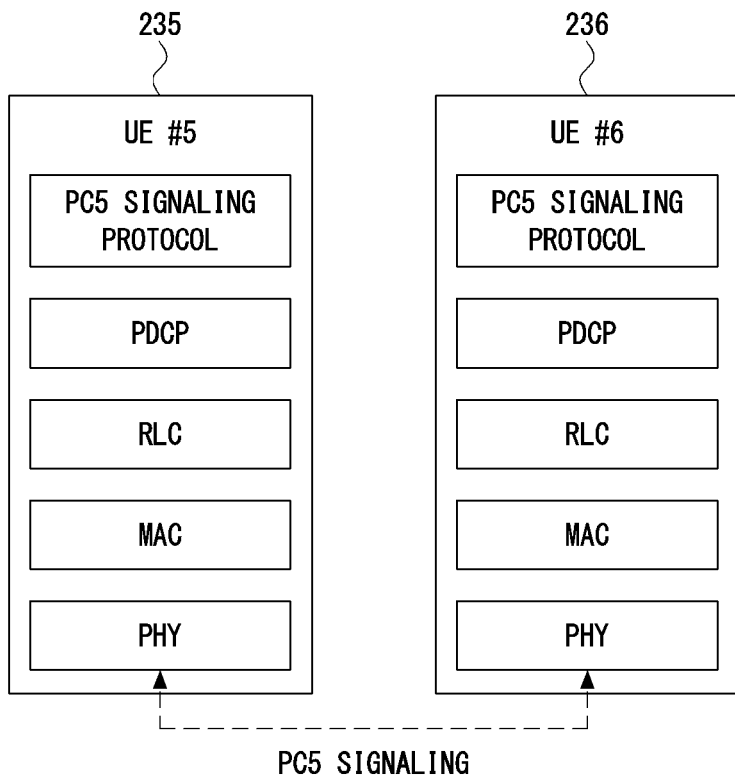 235
236
UE #5
UE #6
PC5 SIGNALING
PROTOCOL
PC5 SIGNALING
PROTOCOL
PDCP
PDCP
RLC
RLC
MAC
MAC
PHY
PHY
PC5 SIGNALING